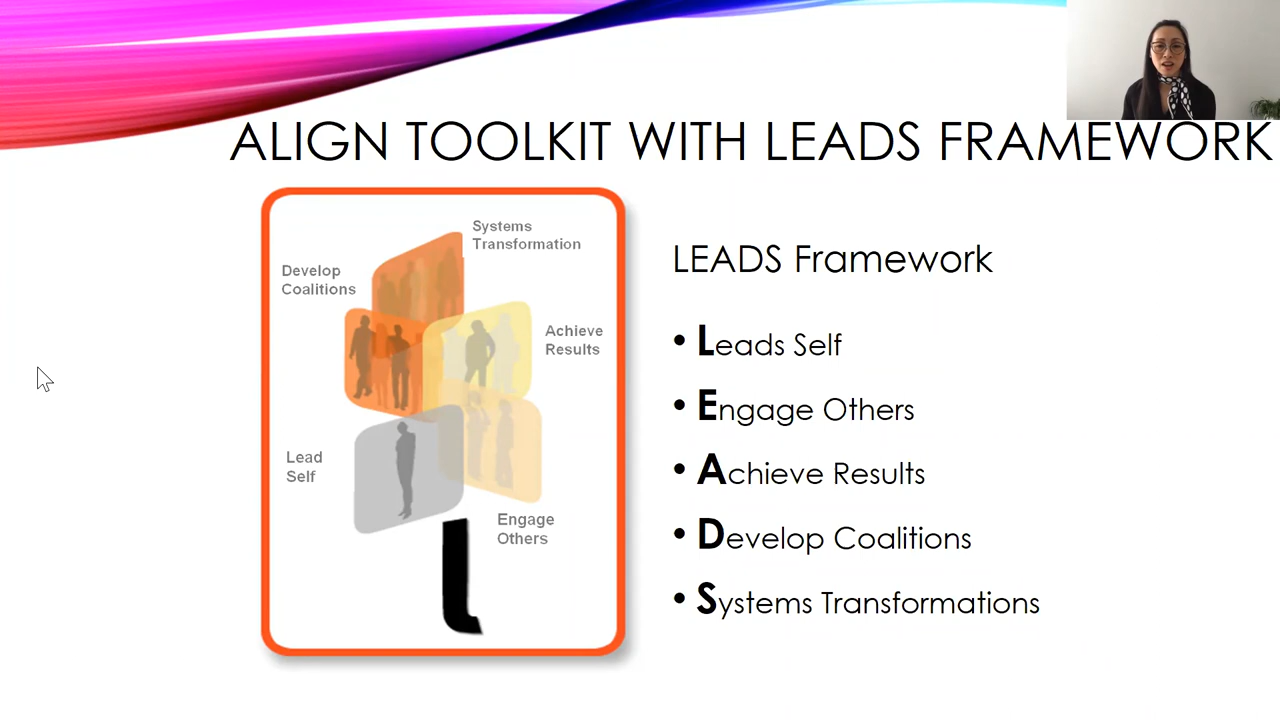 ALIGN TOOLKIT WITH LEADS FRAMEWORK
Systems
Transformation
Develop
Coalitions
Achieve
Results
Lead
Self
Engage
Others
LEADS Framework
• Leads Self
• Engage Others
• Achieve Results
• Develop Coalitions
• Systems Transformations